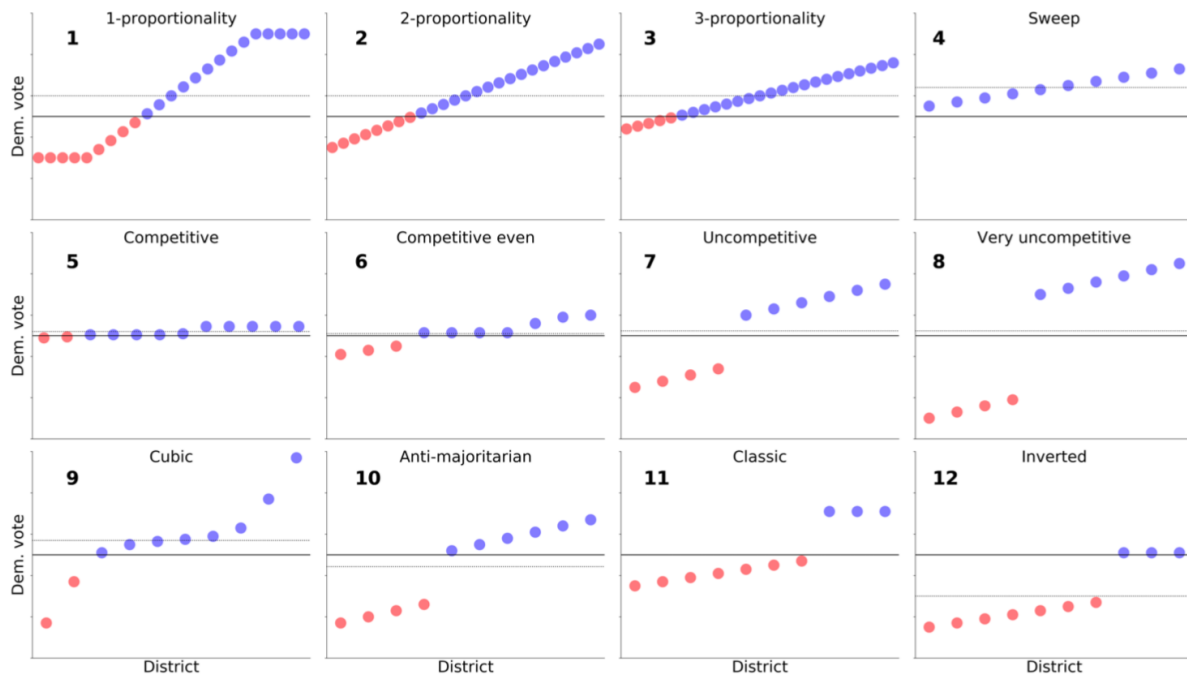 1-proportionality
2-proportionality
3-proportionality
Sweep
1
2
3
4
Dem. vote
Competitive
Competitive even
Uncompetitive
Very uncompetitive
5
6
7
8
Dem. vote
Cubic
Anti-majoritarian
Classic
Inverted
9
10
11
12
Dem. vote
District
District
District
District